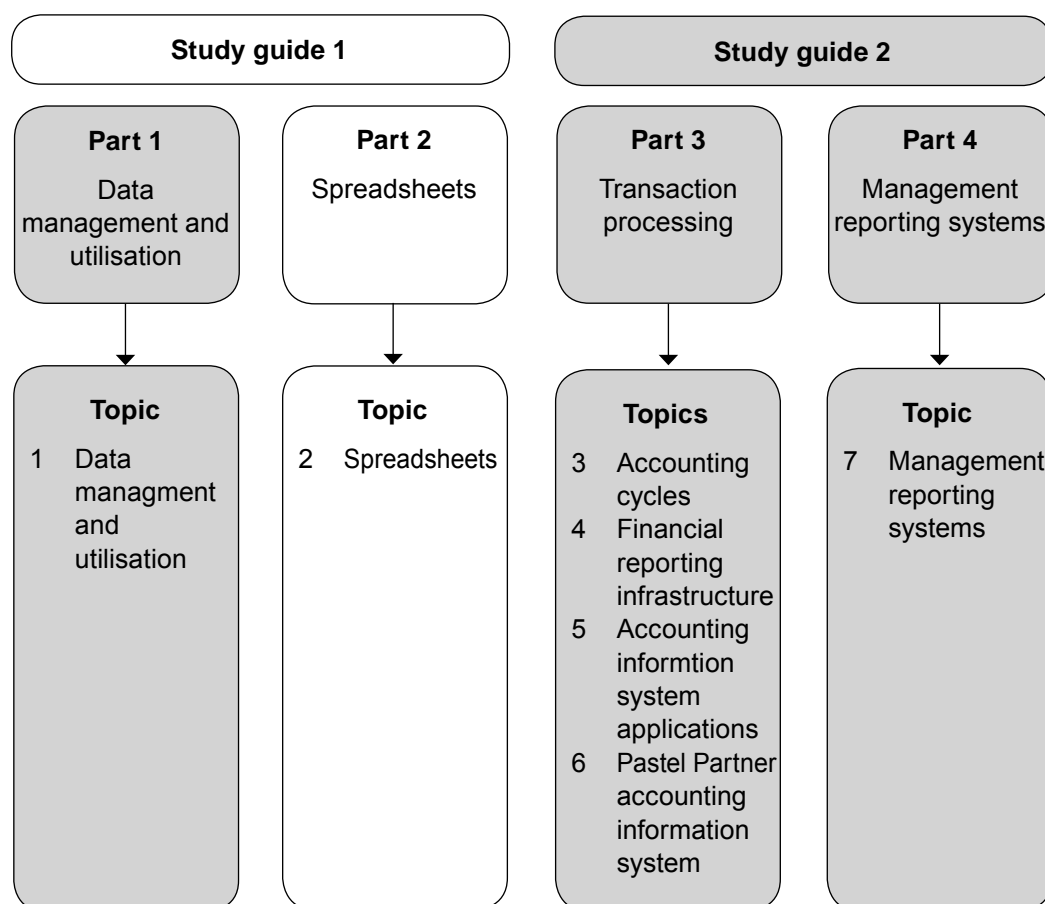 Study guide 1
Study guide 2
Part 1
Data
management and
utilisation
Part 2
Spreadsheets
Part 3
Transaction
processing
Part 4
Management
reporting systems
Topic
1 Data
managment
and
utilisation
Topic
2 Spreadsheets
Topics
3 Accounting
cycles
4 Financial
reporting
infrastructure
5 Accounting
informtion
system
applications
6 Pastel Partner
accounting
information
system
Topic
7 Management
reporting
systems